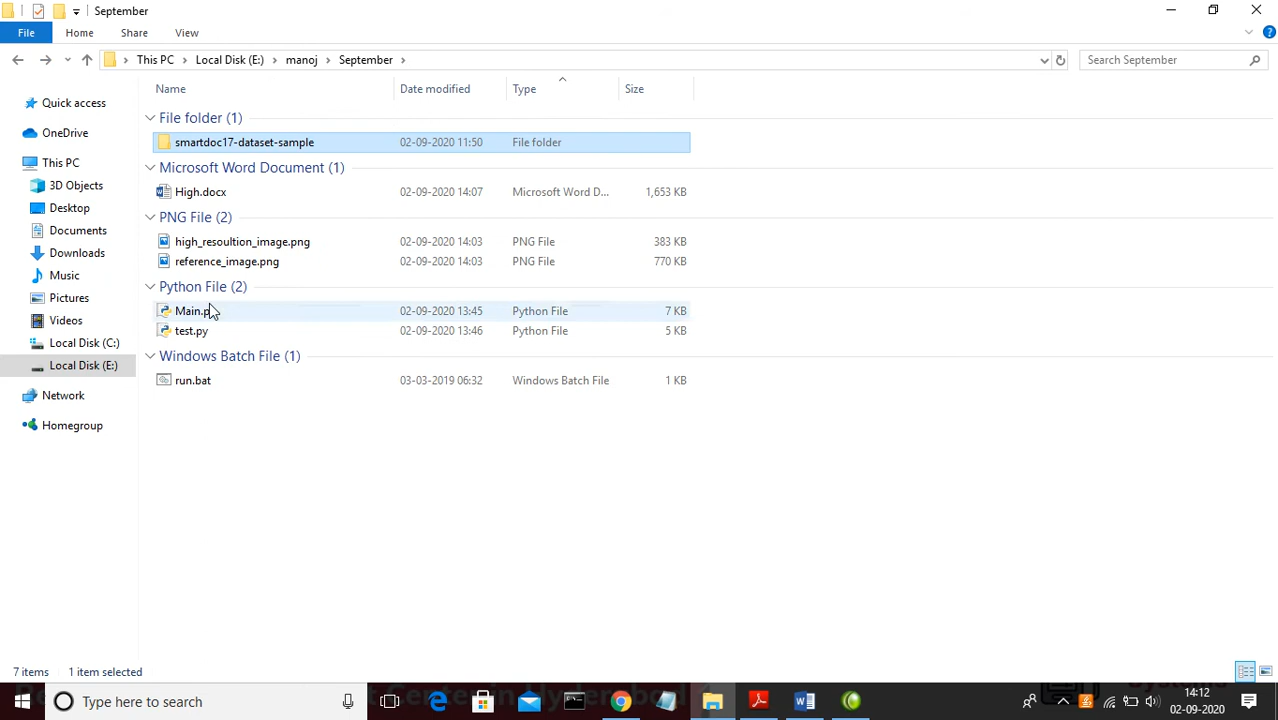 September
File
Home
Share
View
This PC
Local Disk (E:)
manoj
September
Search September
Name
Date modified
Type
Size
Quick access
OneDrive
This PC
3D Objects
Desktop
Documents
Downloads
Music
Pictures
Videos
Local Disk (C:)
Local Disk (E:)
Network
Homegroup
File folder (1)
smartdoc17-dataset-sample 02-09-2020 11:50 File folder
Microsoft Word Document (1)
High.docx 02-09-2020 14:07 Microsoft Word D... 1,653 KB
PNG File (2)
high_resoultion_image.png 02-09-2020 14:03 PNG File 383 KB
reference_image.png 02-09-2020 14:03 PNG File 770 KB
Python File (2)
Main.p 02-09-2020 13:45 Python File 7 KB
test.py 02-09-2020 13:46 Python File 5 KB
Windows Batch File (1)
run.bat 03-03-2019 06:32 Windows Batch File 1 KB
7 items 1 item selected
Type here to search
14:12
02-09-2020